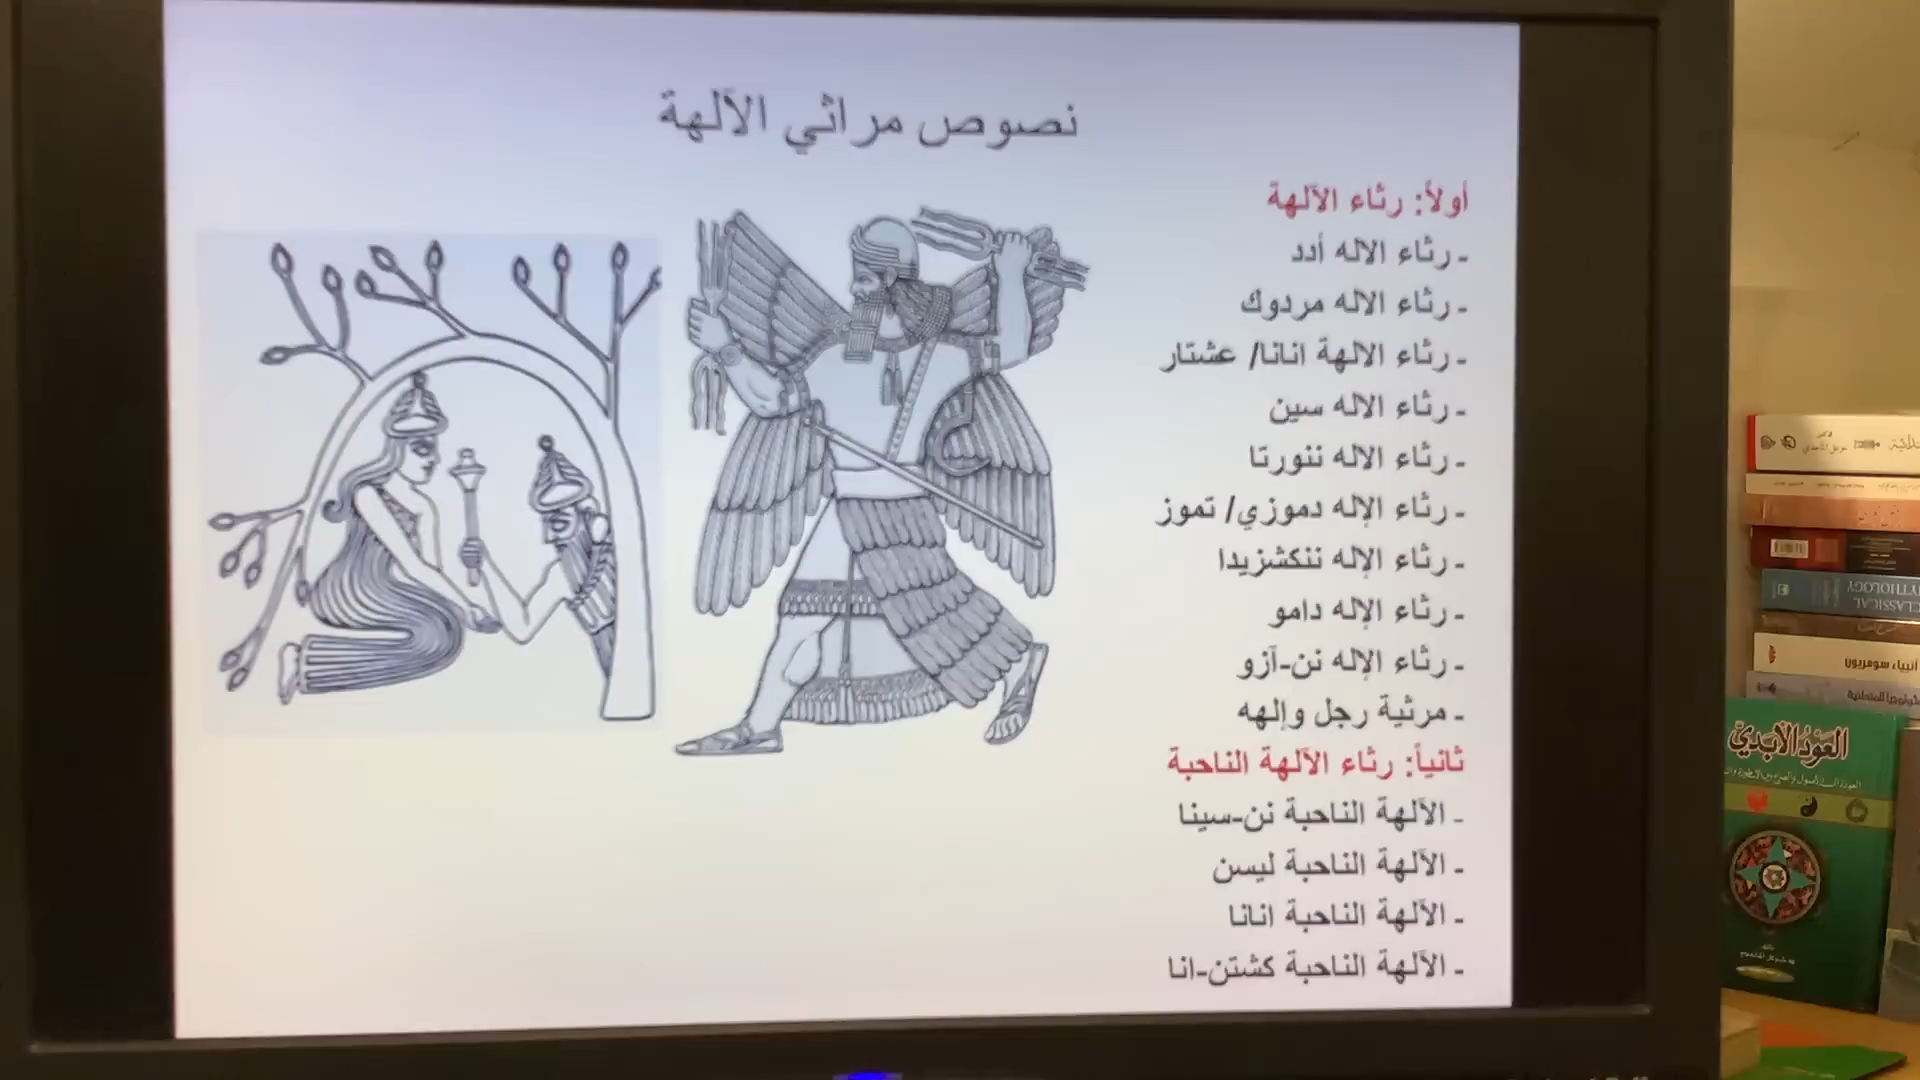 نصوص مراثي الآلهة
أولاً: رثاء الآلهة
- رثاء الاله أدد
- رثاء الاله مردوك
- رثاء الالهة انانا/ عشتار
- رثاء الاله سين
- رثاء الاله ننورتا
- رثاء الإله دموزي/ تموز
- رثاء الإله ننكشزيدا
- رثاء الإله دامو
- رثاء الإله نن-آزو
- مرثية رجل وإلهه
ثانياً: رثاء الآلهة الناحبة
- الآلهة الناحبة نن-سينا
- الآلهة الناحبة ليسن
- الآلهة الناحبة انانا
- الآلهة الناحبة كشتن-انا
CLASSICAL
MYTHOLOGY
أنبياء سومريون
العود الأبدي